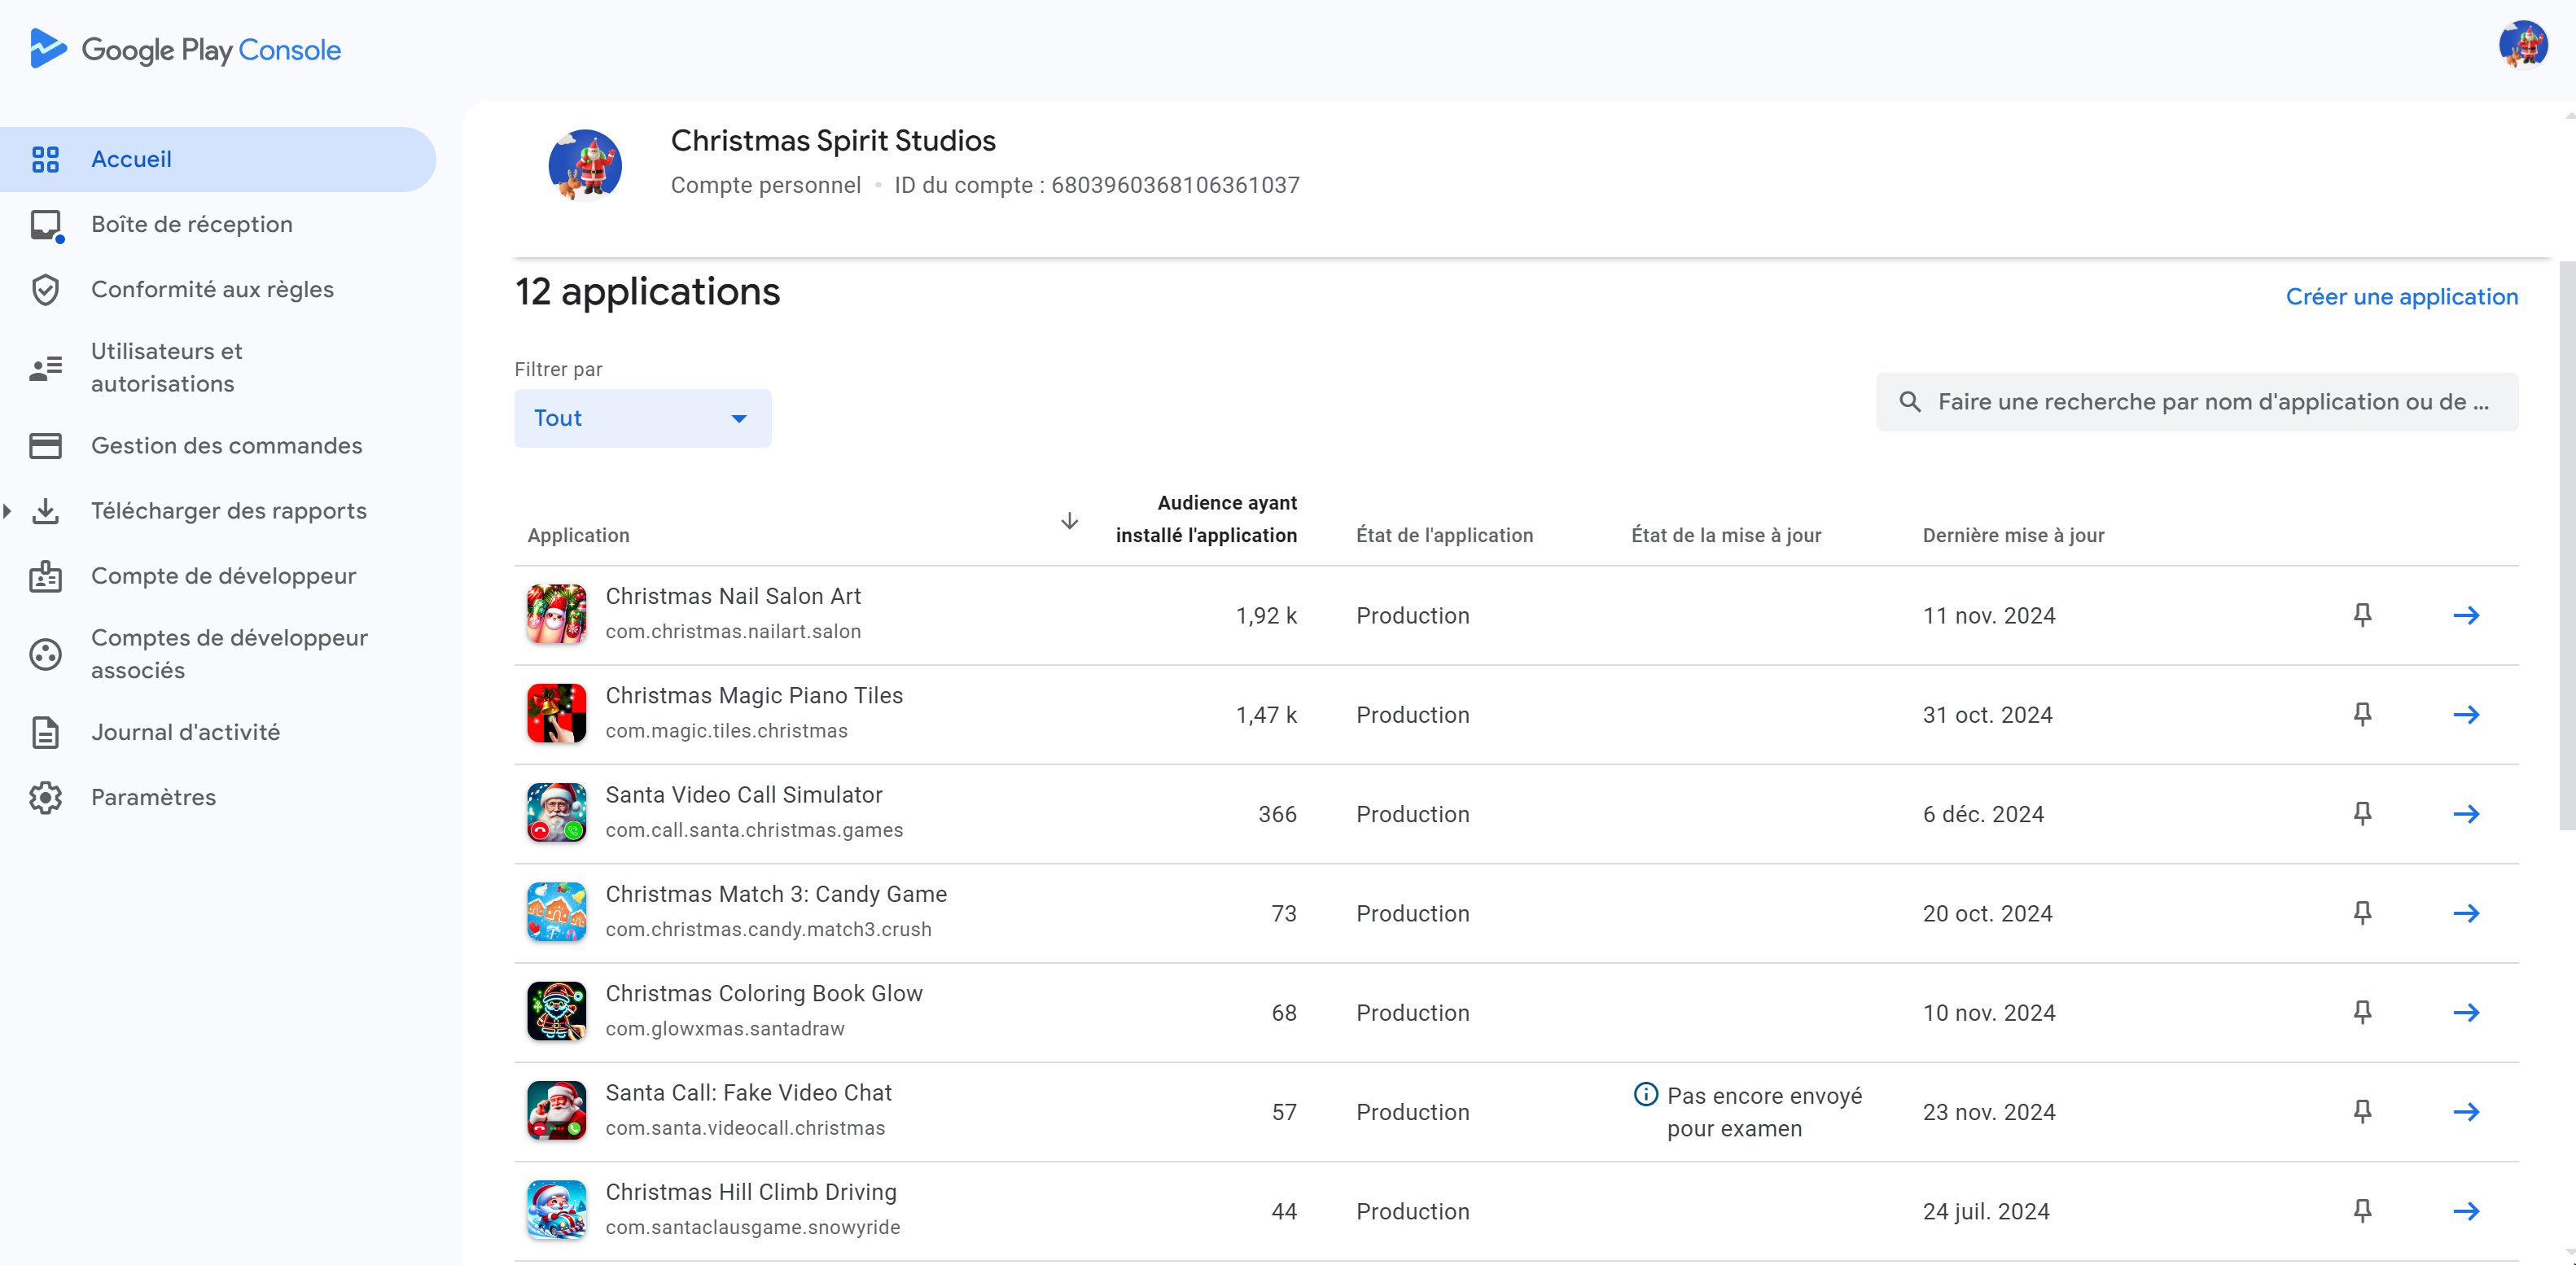 Google Play Console
Accueil
Boîte de réception
Conformité aux règles
Utilisateurs et
autorisations
Gestion des commandes
Télécharger des rapports
Compte de développeur
Comptes de développeur
associés
Journal d'activité
Paramètres
Christmas Spirit Studios
Compte personnel • ID du compte : 6803960368106361037
12 applications
Créer une application
Filtrer par
Tout
Faire une recherche par nom d'application ou de ...
Audience ayant
Application installé l'application État de l'application État de la mise à jour Dernière mise à jour
Christmas Nail Salon Art
com.christmas.nailart.salon
1,92 k Production 11 nov. 2024
Christmas Magic Piano Tiles
com.magic.tiles.christmas
1,47 k Production 31 oct. 2024
Santa Video Call Simulator
com.call.santa.christmas.games
366 Production 6 déc. 2024
Christmas Match 3: Candy Game
com.christmas.candy.match3.crush
73 Production 20 oct. 2024
Christmas Coloring Book Glow
com.glowxmas.santadraw
68 Production 10 nov. 2024
Santa Call: Fake Video Chat
com.santa.videocall.christmas
57 Production
Pas encore envoyé
pour examen
23 nov. 2024
Christmas Hill Climb Driving
com.santaclausgame.snowyride
44 Production 24 juil. 2024